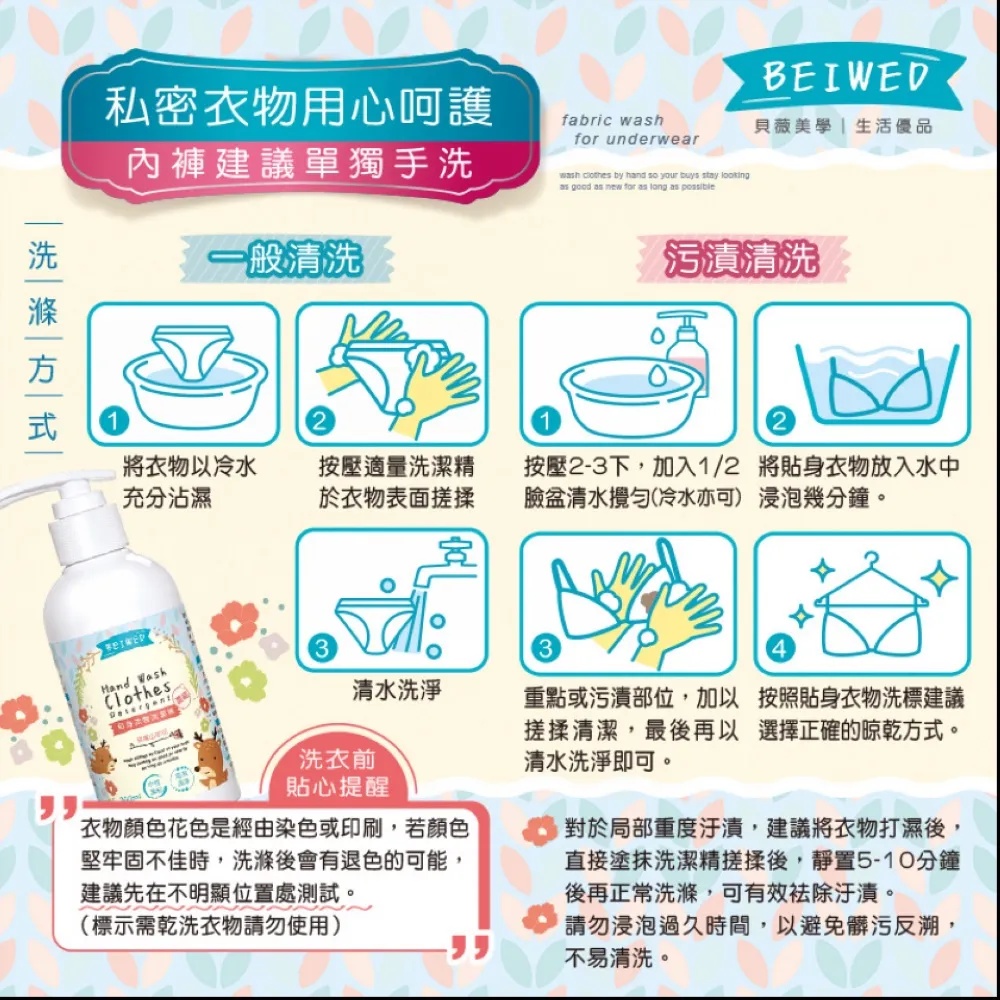 私密衣物用心呵護
內褲建議單獨手洗
fabric wash
for underwear
wash clothes by hand so your buys stay looking
as good as new for as long as possible
BEIWED
貝薇美學｜生活優品
洗滌方式
一般清洗
1
將衣物以冷水
充分沾濕
2
按壓適量洗潔精
於衣物表面搓揉
3
清水洗淨
污漬清洗
1
按壓2-3下，加入1/2
臉盆清水攪勻(冷水亦可)
2
將貼身衣物放入水中
浸泡幾分鐘。
3
重點或污漬部位，加以
搓揉清潔，最後再以
清水洗淨即可。
4
按照貼身衣物洗標建議
選擇正確的晾乾方式。
BEIWED
Hand Wash
Clothes
Detergent
洗衣前
貼心提醒
衣物顏色花色是經由染色或印刷，若顏色
堅牢固不佳時，洗滌後會有退色的可能，
建議先在不明顯位置處測試。
(標示需乾洗衣物請勿使用)
對於局部重度汙漬，建議將衣物打濕後，
直接塗抹洗潔精搓揉後，靜置5-10分鐘
後再正常洗滌，可有效祛除汙漬。
請勿浸泡過久時間，以避免髒污反溯，
不易清洗。